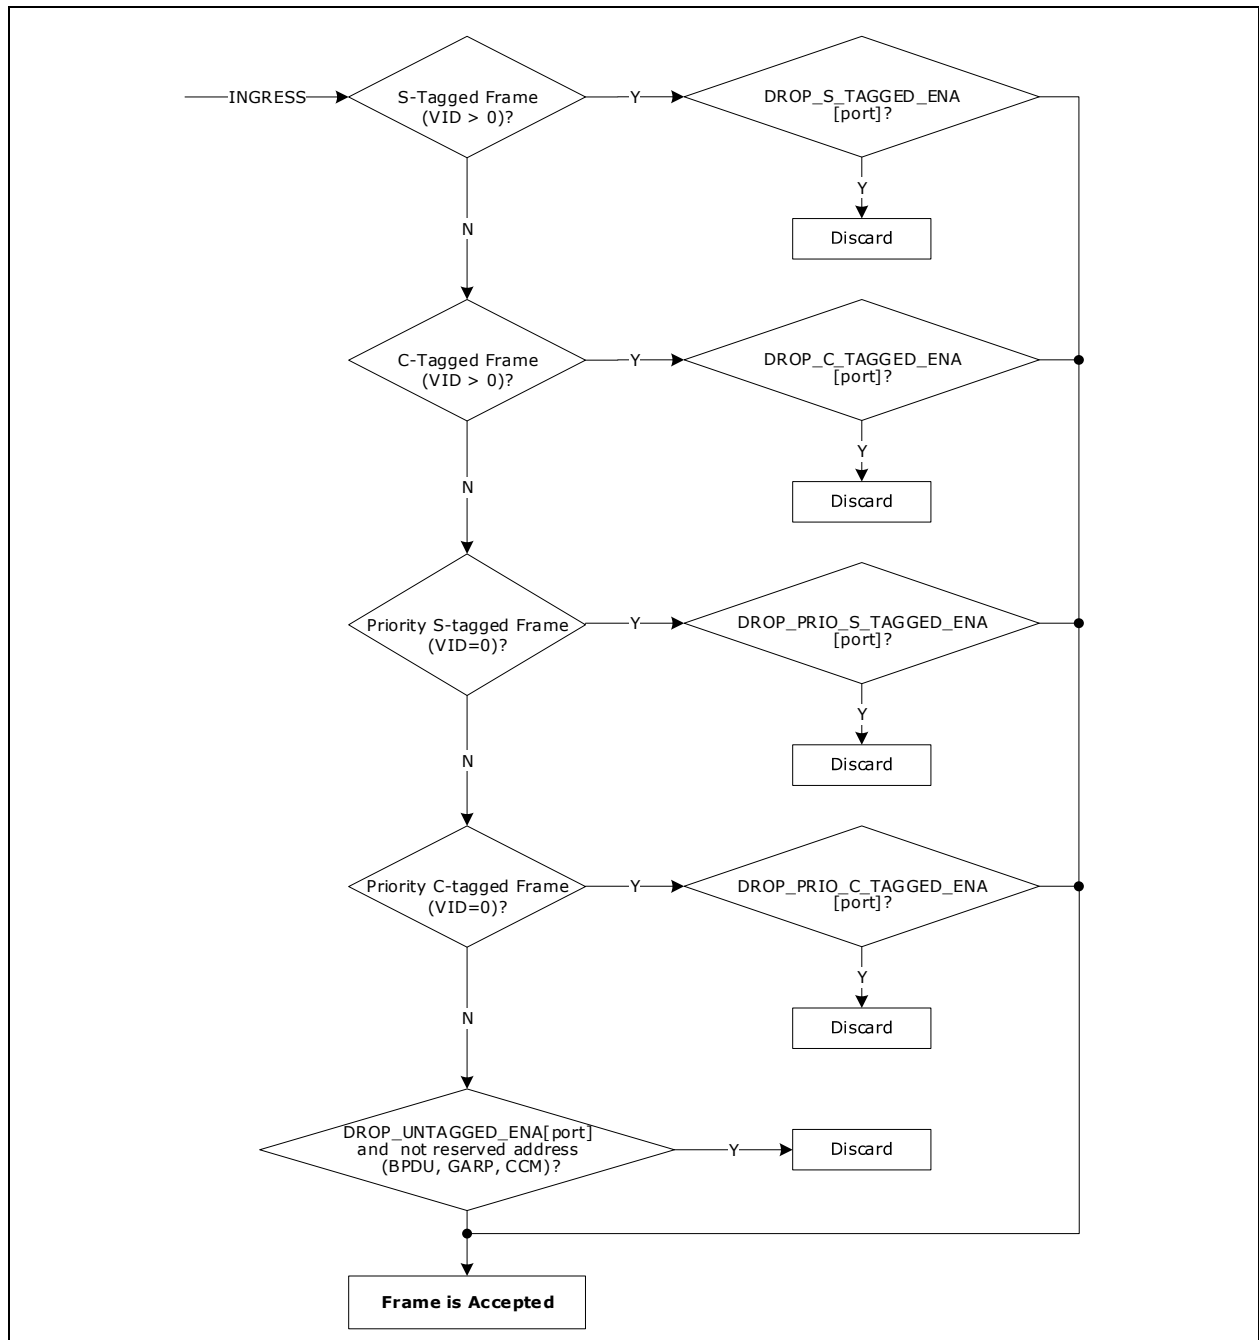 INGRESS
S-Tagged Frame
(VID > 0)?
Y
DROP_S_TAGGED_ENA
[port]?
Y
Discard
N
C-Tagged Frame
(VID > 0)?
Y
DROP_C_TAGGED_ENA
[port]?
Y
Discard
N
Priority S-tagged Frame
(VID=0)?
Y
DROP_PRIO_S_TAGGED_ENA
[port]?
Y
Discard
N
Priority C-tagged Frame
(VID=0)?
Y
DROP_PRIO_C_TAGGED_ENA
[port]?
Y
Discard
N
DROP_UNTAGGED_ENA[port]
and not reserved address
(BPDU, GARP, CCM)?
Y
Discard
Frame is Accepted